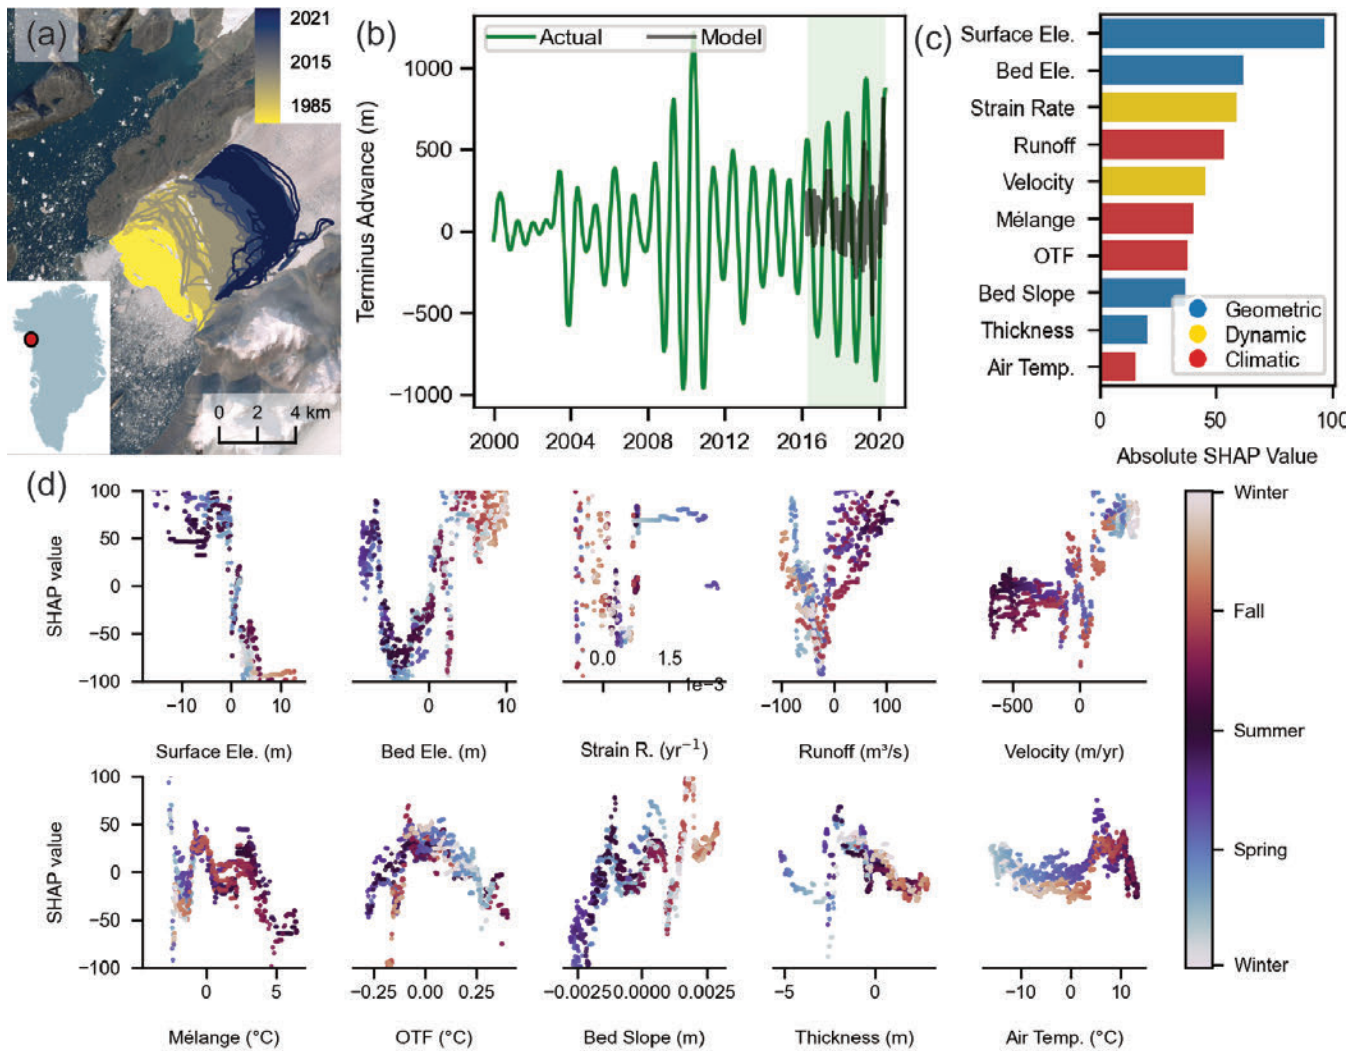 (a)
2021
2015
1985
0 2 4 km
(b)
Actual
Model
Terminus Advance (m)
1000
500
0
−500
−1000
2000 2004 2008 2012 2016 2020
(c)
Surface Ele.
Bed Ele.
Strain Rate
Runoff
Velocity
Mélange
OTF
Bed Slope
Thickness
Air Temp.
Geometric
Dynamic
Climatic
0 50 100
Absolute SHAP Value
(d)
SHAP value
100
50
0
−50
−100
−10 0 10
Surface Ele. (m)
0 10
Bed Ele. (m)
0.0 1.5
1e−3
Strain R. (yr⁻¹)
−100 0 100
Runoff (m³/s)
−500 0
Velocity (m/yr)
SHAP value
100
50
0
−50
−100
0 5
Mélange (°C)
−0.25 0.00 0.25
OTF (°C)
−0.0025 0.0000 0.0025
Bed Slope (m)
−5 0
Thickness (m)
−10 0 10
Air Temp. (°C)
Winter
Fall
Summer
Spring
Winter